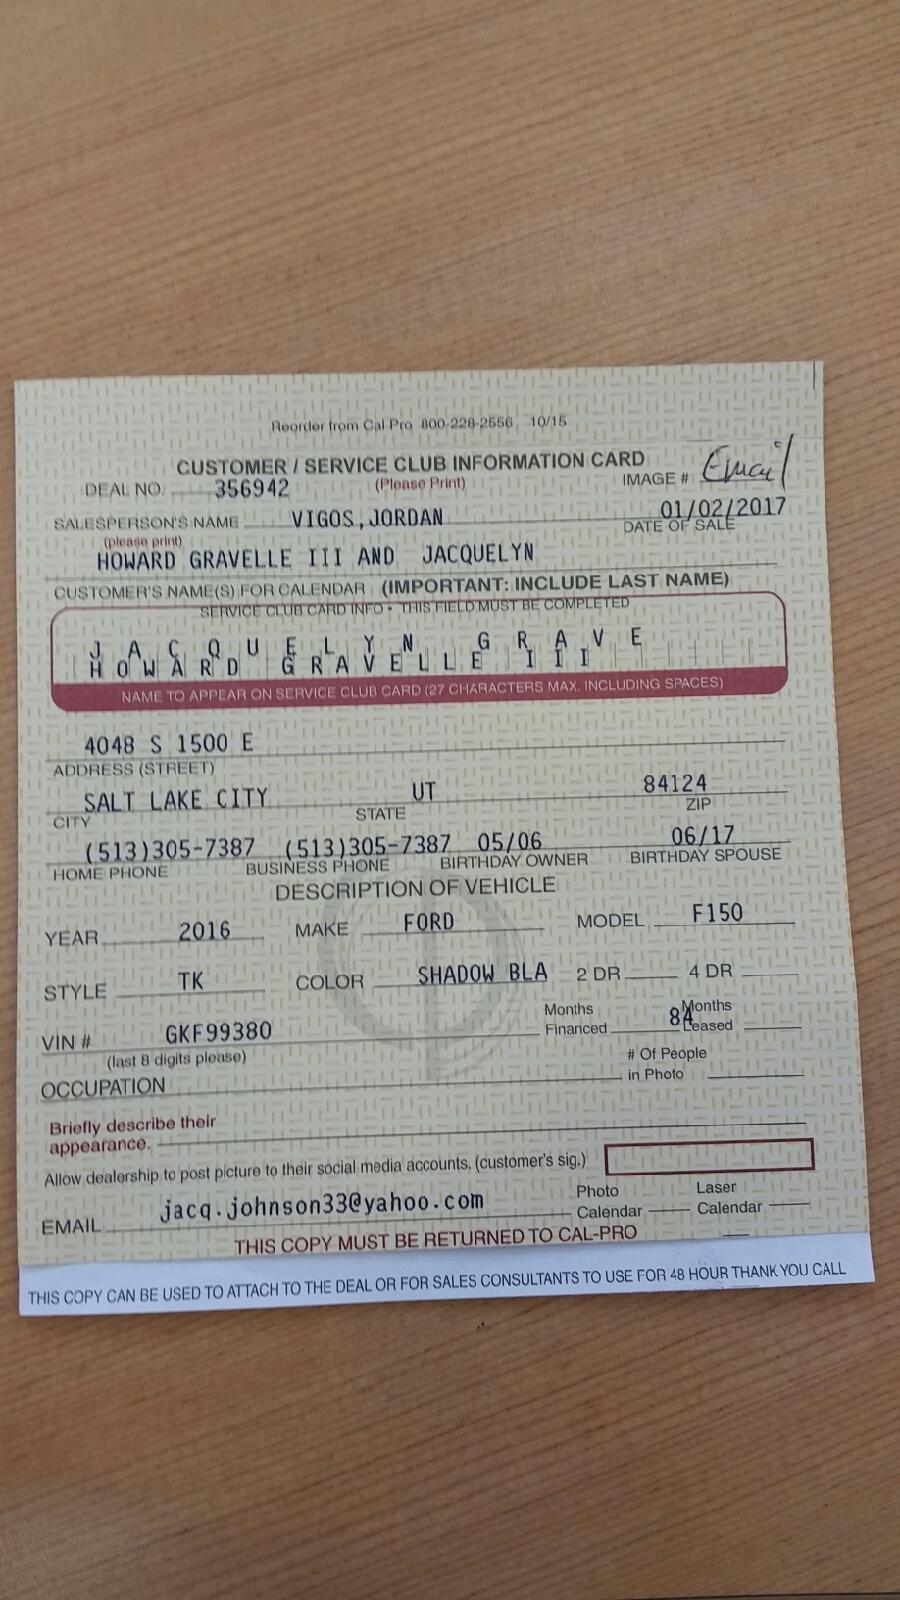 Reorder from Cal Pro 800-228-2556 10/15
CUSTOMER / SERVICE CLUB INFORMATION CARD
DEAL NO. 356942 (Please Print) IMAGE # Email
SALESPERSON'S NAME VIGOS,JORDAN 01/02/2017
(please print) DATE OF SALE
HOWARD GRAVELLE III AND JACQUELYN
CUSTOMER'S NAME(S) FOR CALENDAR (IMPORTANT: INCLUDE LAST NAME)
SERVICE CLUB CARD INFO • THIS FIELD MUST BE COMPLETED
J A C Q U E L Y N G R A V E
HOWARD GRAVELLE III
NAME TO APPEAR ON SERVICE CLUB CARD (27 CHARACTERS MAX. INCLUDING SPACES)
4048 S 1500 E
ADDRESS (STREET)
SALT LAKE CITY UT 84124
CITY STATE ZIP
(513)305-7387 (513)305-7387 05/06 06/17
HOME PHONE BUSINESS PHONE BIRTHDAY OWNER BIRTHDAY SPOUSE
DESCRIPTION OF VEHICLE
YEAR 2016 MAKE FORD MODEL F150
STYLE TK COLOR SHADOW BLA 2 DR 4 DR
Months Months
VIN # GKF99380 Financed 84 Leased
(last 8 digits please) # Of People
OCCUPATION in Photo
Briefly describe their
appearance.
Allow dealership to post picture to their social media accounts. (customer's sig.)
Photo Laser
EMAIL jacq.johnson33@yahoo.com Calendar Calendar
THIS COPY MUST BE RETURNED TO CAL-PRO
THIS COPY CAN BE USED TO ATTACH TO THE DEAL OR FOR SALES CONSULTANTS TO USE FOR 48 HOUR THANK YOU CALL